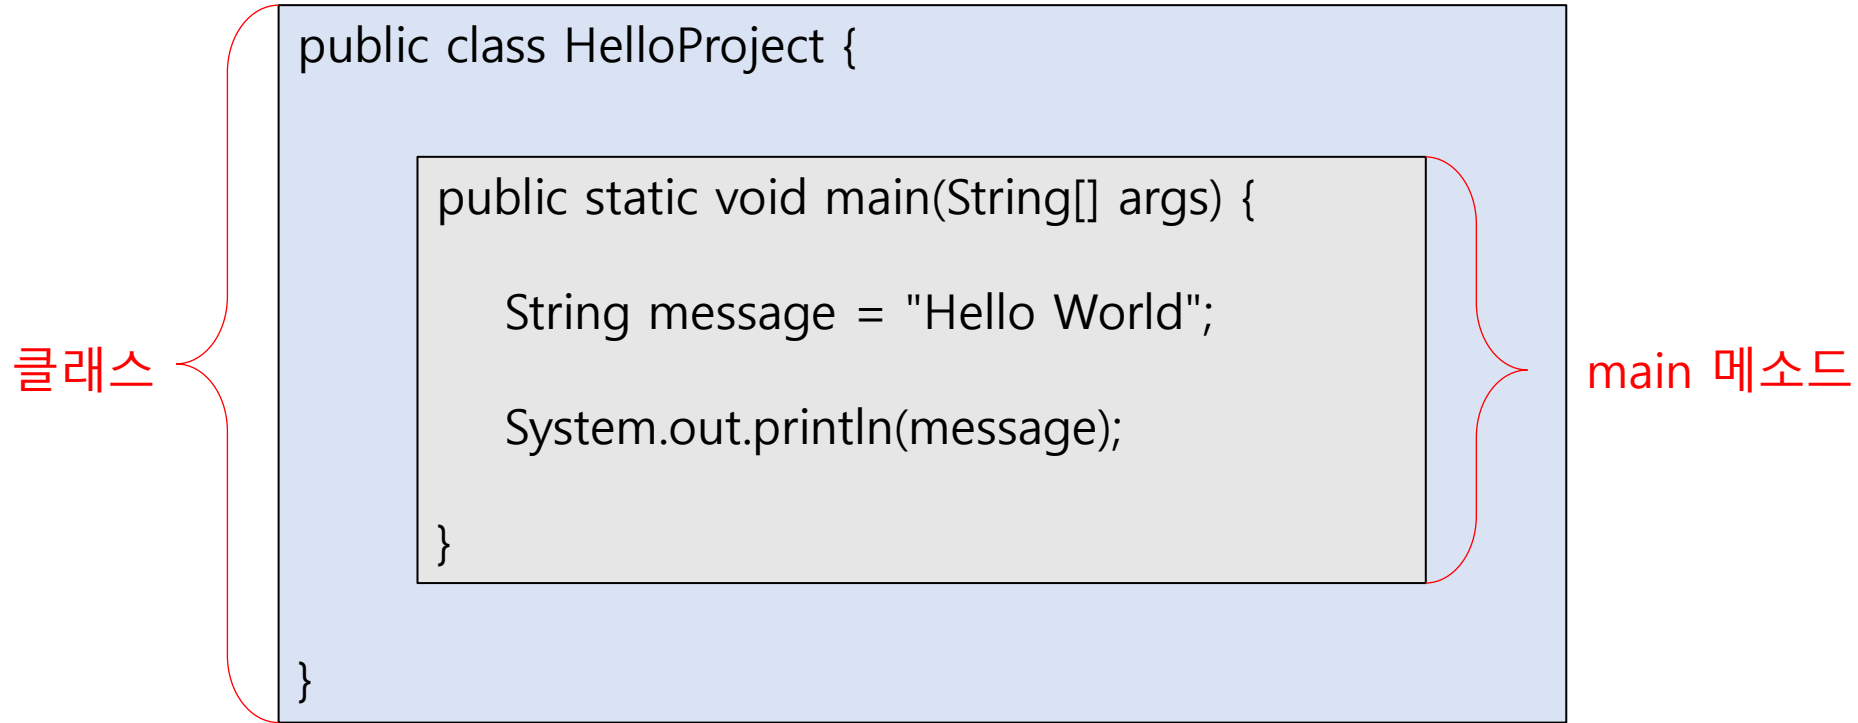 public class HelloProject {
public static void main(String[] args) {
String message = "Hello World";
클래스
main 메소드
System.out.println(message);
}
}